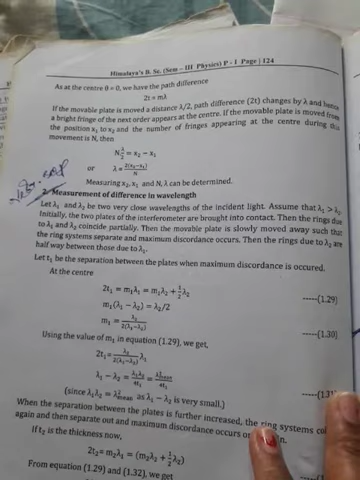 Himalaya's B. Sc. (Sem – III Physics) P - I Page | 124
As at the centre θ = 0, we have the path difference
2t = mλ
If the movable plate is moved a distance λ/2, path difference (2t) changes by λ and hence
a bright fringe of the next order appears at the centre. If the movable plate is moved from
the position x₁ to x₂ and the number of fringes appearing at the centre during this
movement is N, then
N λ/2 = x₂ − x₁
or λ = 2(x₂−x₁)/N
Measuring x₂, x₁ and N, λ can be determined.
2. Measurement of difference in wavelength
Let λ₁ and λ₂ be two very close wavelengths of the incident light. Assume that λ₁ > λ₂
Initially, the two plates of the interferometer are brought into contact. Then the rings due
to λ₁ and λ₂ coincide partially. Then the movable plate is slowly moved away such that
the ring systems separate and maximum discordance occurs. Then the rings due to λ₂ are
half way between those due to λ₁.
Let t₁ be the separation between the plates when maximum discordance is occured.
At the centre
2t₁ = m₁λ₁ = m₁λ₂ + 1/2 λ₂ -----(1.29)
m₁(λ₁ − λ₂) = λ₂/2
m₁ = λ₂/2(λ₁−λ₂) -----(1.30)
Using the value of m₁ in equation (1.29), we get,
2t₁ = λ₂/2(λ₁−λ₂) λ₁
λ₁ − λ₂ = λ₁λ₂/4t₁ = λ²mean/4t₁ -----(1.31
(since λ₁λ₂ = λ²mean as λ₁ − λ₂ is very small.)
When the separation between the plates is further increased, the ring systems
again and then separate out and maximum discordance occurs
If t₂ is the thickness now,
2t₂ = m₂λ₁ = (m₂λ₂ + 1/2 λ₂)
From equation (1.29) and (1.32), we get